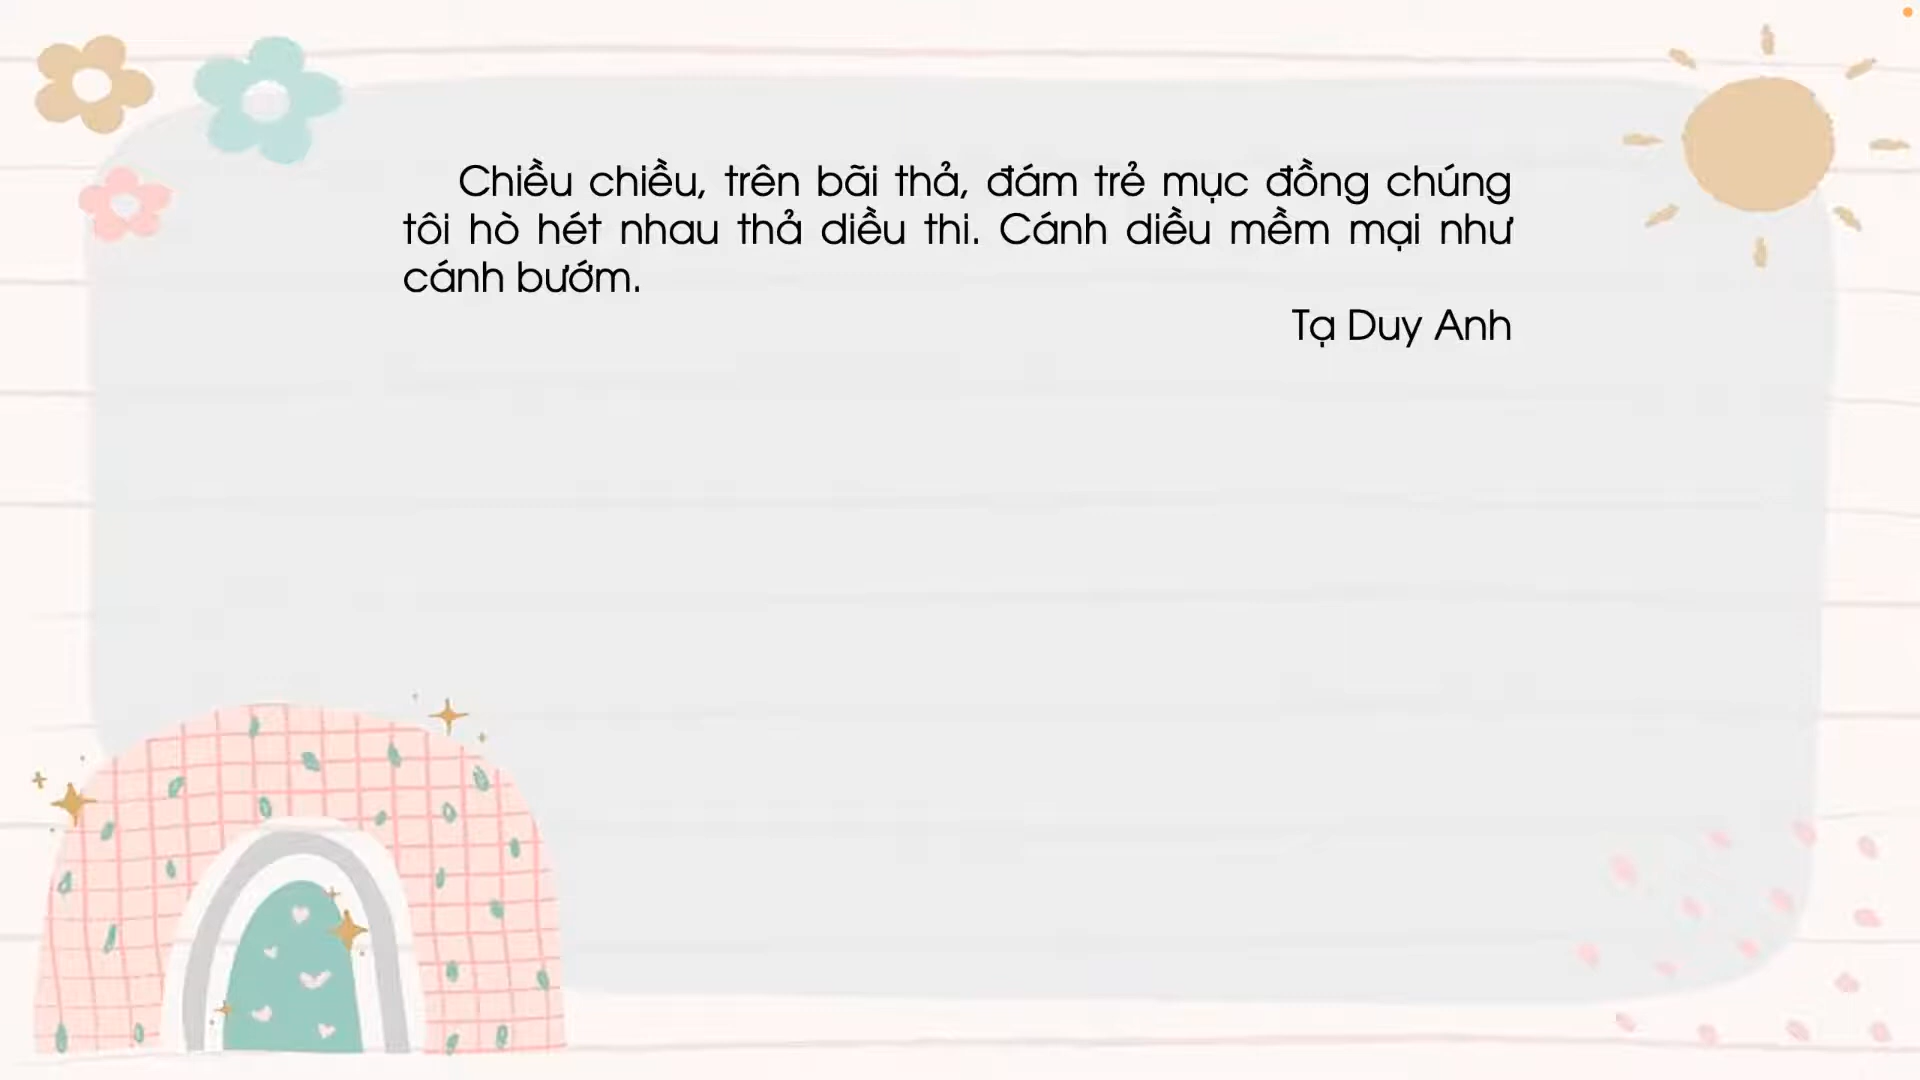 Chiều chiều, trên bãi thả, đám trẻ mục đồng chúng
tôi hò hét nhau thả diều thi. Cánh diều mềm mại như
cánh bướm.
Tạ Duy Anh